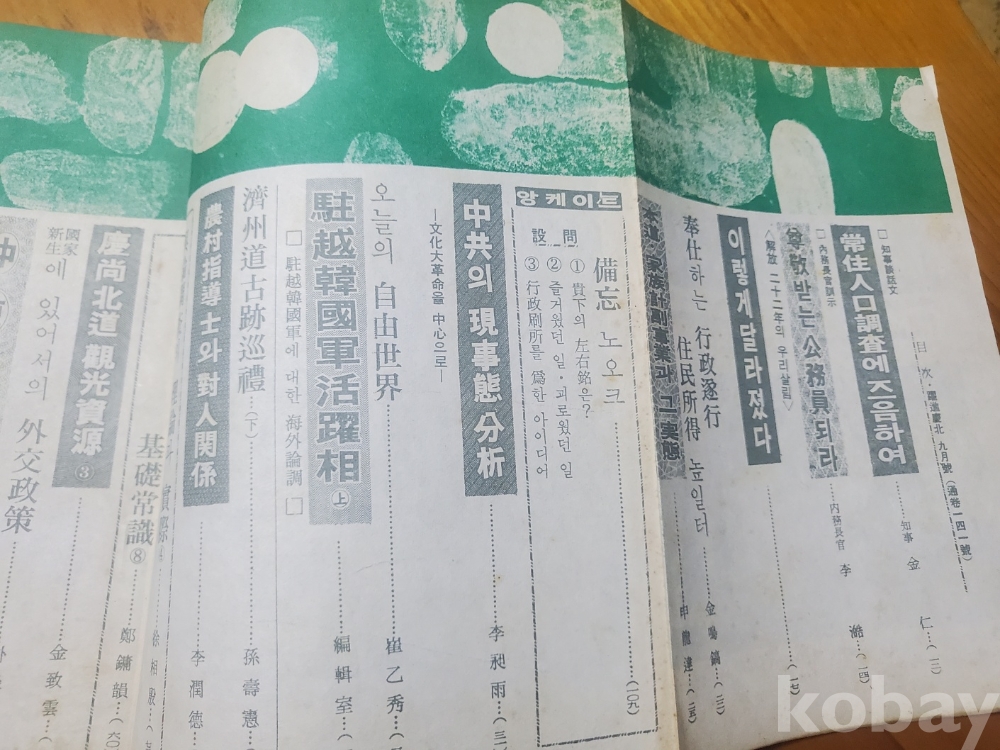 目次·躍進慶北 九月號 (通卷一四一號)
□ 知事談話文
常住人口調查에 즈음하여 知事 金 仁
□ 內務長官訓示
尊敬받는 公務員되라 內務長官 李 澔
<解放 二十二年의 우리살림>
이렇게 달라졌다
奉仕하는 行政遂行
住民所得 높일터 金鳴鎬
本道 家族計劃事業과 그 實態 申龍達
앙케이트
備忘 노오크
設問
① 貴下의 左右銘은?
② 즐거웠던 일·괴로웠던 일
③ 行政刷新를 爲한 아이디어
(一〇九)
中共의 現事態分析 李昶雨
—文化大革命을 中心으로—
오늘의 自由世界 崔乙秀
駐越韓國軍活躍相 上 編輯室
□ 駐越韓國軍에 대한 海外論調 □
濟州道古跡巡禮 (下) 孫壽憲
農村指導士와 對人関係 李潤德
基礎常識 ⑧ 鄭鏞韻
慶尙北道 觀光資源 ③ 金致雲
新生國家에 있어서의 外交政策
kobay